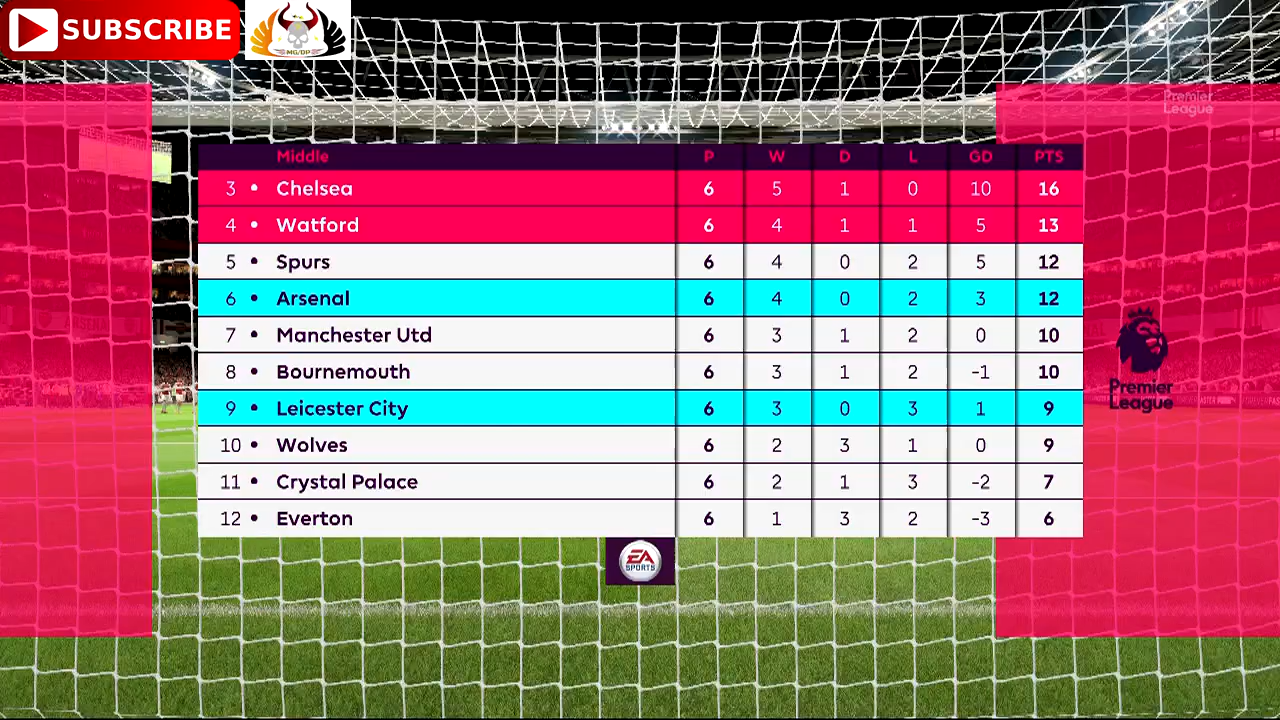 SUBSCRIBE
MG/DP
Premier
League
Middle P W D L GD PTS
3 • Chelsea 6 5 1 0 10 16
4 • Watford 6 4 1 1 5 13
5 • Spurs 6 4 0 2 5 12
6 • Arsenal 6 4 0 2 3 12
7 • Manchester Utd 6 3 1 2 0 10
8 • Bournemouth 6 3 1 2 -1 10
9 • Leicester City 6 3 0 3 1 9
10 • Wolves 6 2 3 1 0 9
11 • Crystal Palace 6 2 1 3 -2 7
12 • Everton 6 1 3 2 -3 6
Premier
League
EA
SPORTS